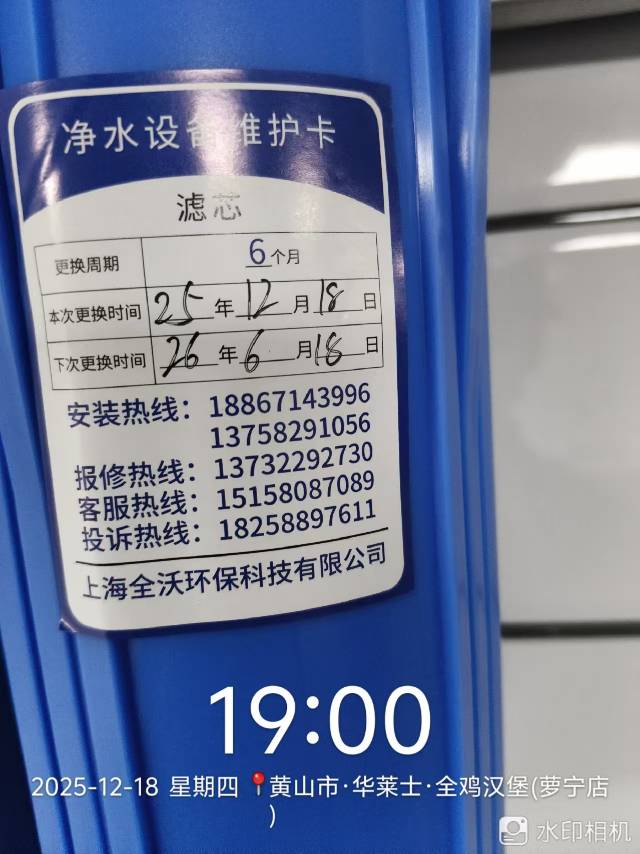 净水设备维护卡
滤芯
更换周期 6个月
本次更换时间 25年12月18日
下次更换时间 26年6月18日
安装热线：18867143996
13758291056
报修热线：13732292730
客服热线：15158087089
投诉热线：18258897611
上海全沃环保科技有限公司
19:00
2025-12-18 星期四 黄山市·华莱士·全鸡汉堡(萝宁店
)
水印相机